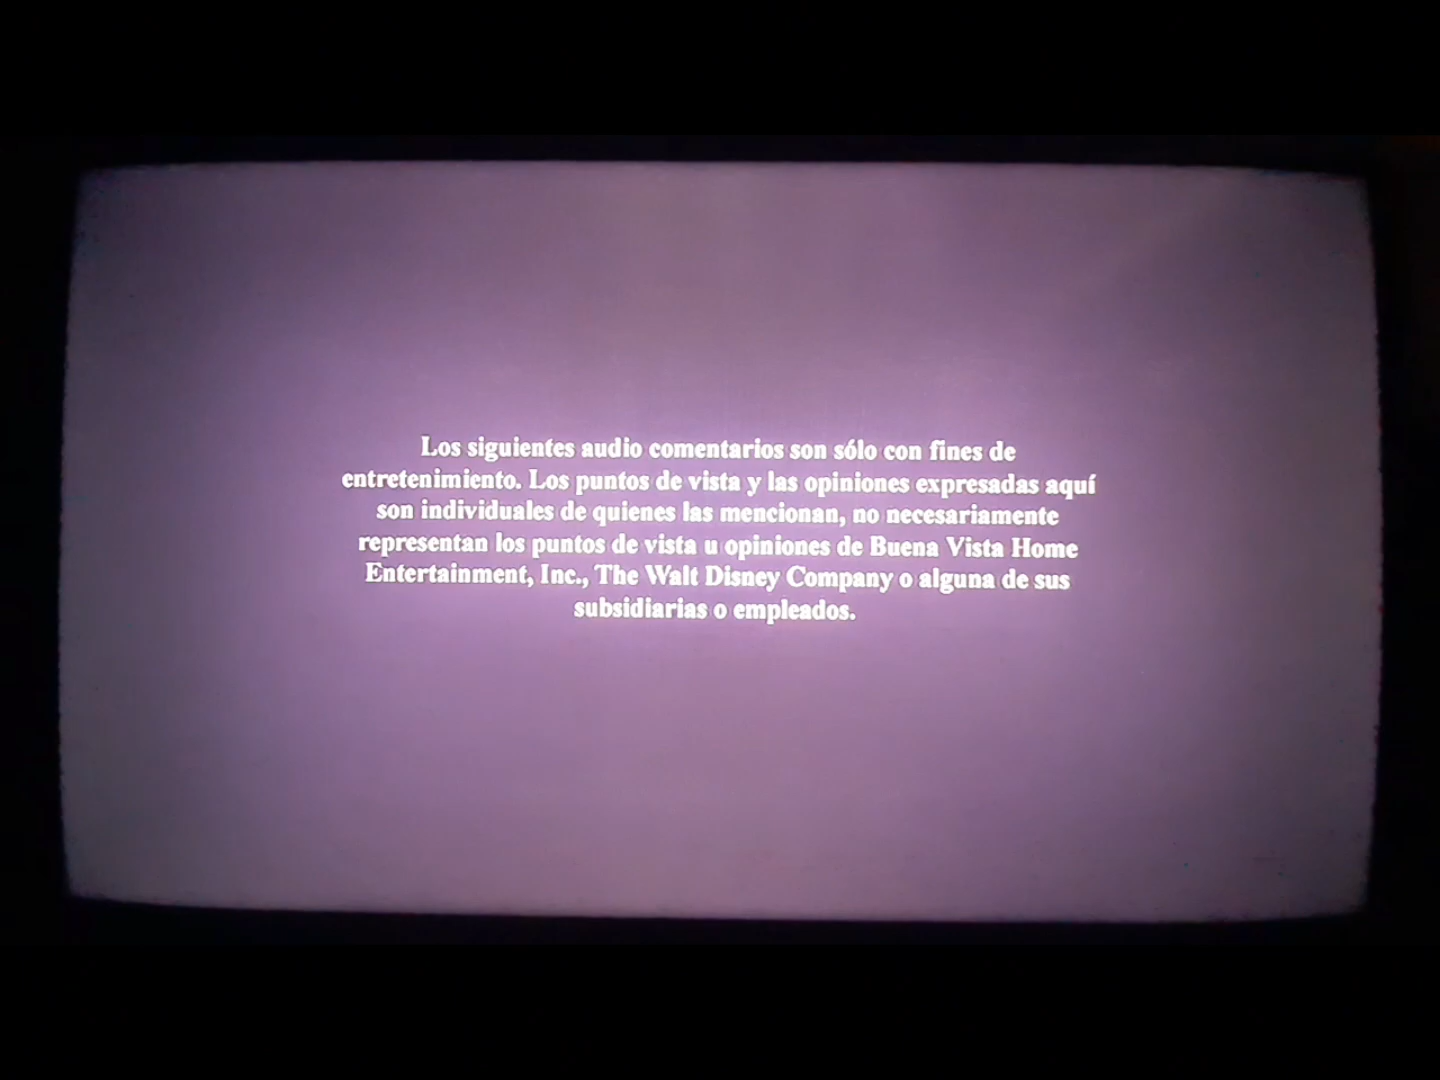 Los siguientes audio comentarios son sólo con fines de
entretenimiento. Los puntos de vista y las opiniones expresadas aquí
son individuales de quienes las mencionan, no necesariamente
representan los puntos de vista u opiniones de Buena Vista Home
Entertainment, Inc., The Walt Disney Company o alguna de sus
subsidiarias o empleados.